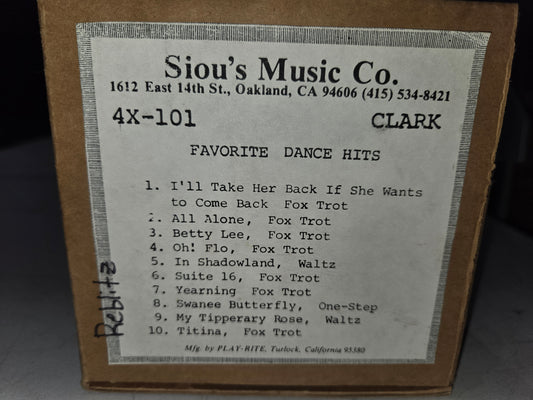 Siou's Music Co.
1612 East 14th St., Oakland, CA 94606 (415) 534-8421
4X-101 CLARK
FAVORITE DANCE HITS
1. I'll Take Her Back If She Wants
to Come Back Fox Trot
2. All Alone, Fox Trot
3. Betty Lee, Fox Trot
4. Oh! Flo, Fox Trot
5. In Shadowland, Waltz
6. Suite 16, Fox Trot
7. Yearning Fox Trot
8. Swanee Butterfly, One-Step
9. My Tipperary Rose, Waltz
10. Titina, Fox Trot
Mfg. by PLAY-RITE, Turlock, California 95380
Reblitz